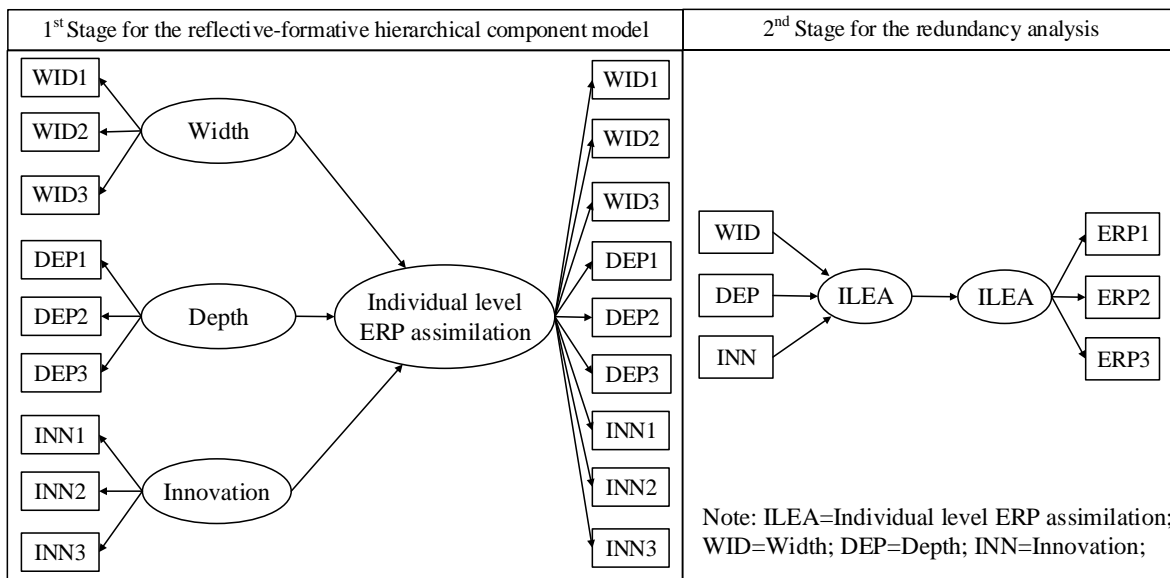 1st Stage for the reflective-formative hierarchical component model
2nd Stage for the redundancy analysis
WID1
WID2
WID3
DEP1
DEP2
DEP3
INN1
INN2
INN3
Width
Depth
Innovation
Individual level
ERP assimilation
WID1
WID2
WID3
DEP1
DEP2
DEP3
INN1
INN2
INN3
WID
DEP
INN
ILEA
ILEA
ERP1
ERP2
ERP3
Note: ILEA=Individual level ERP assimilation;
WID=Width; DEP=Depth; INN=Innovation;